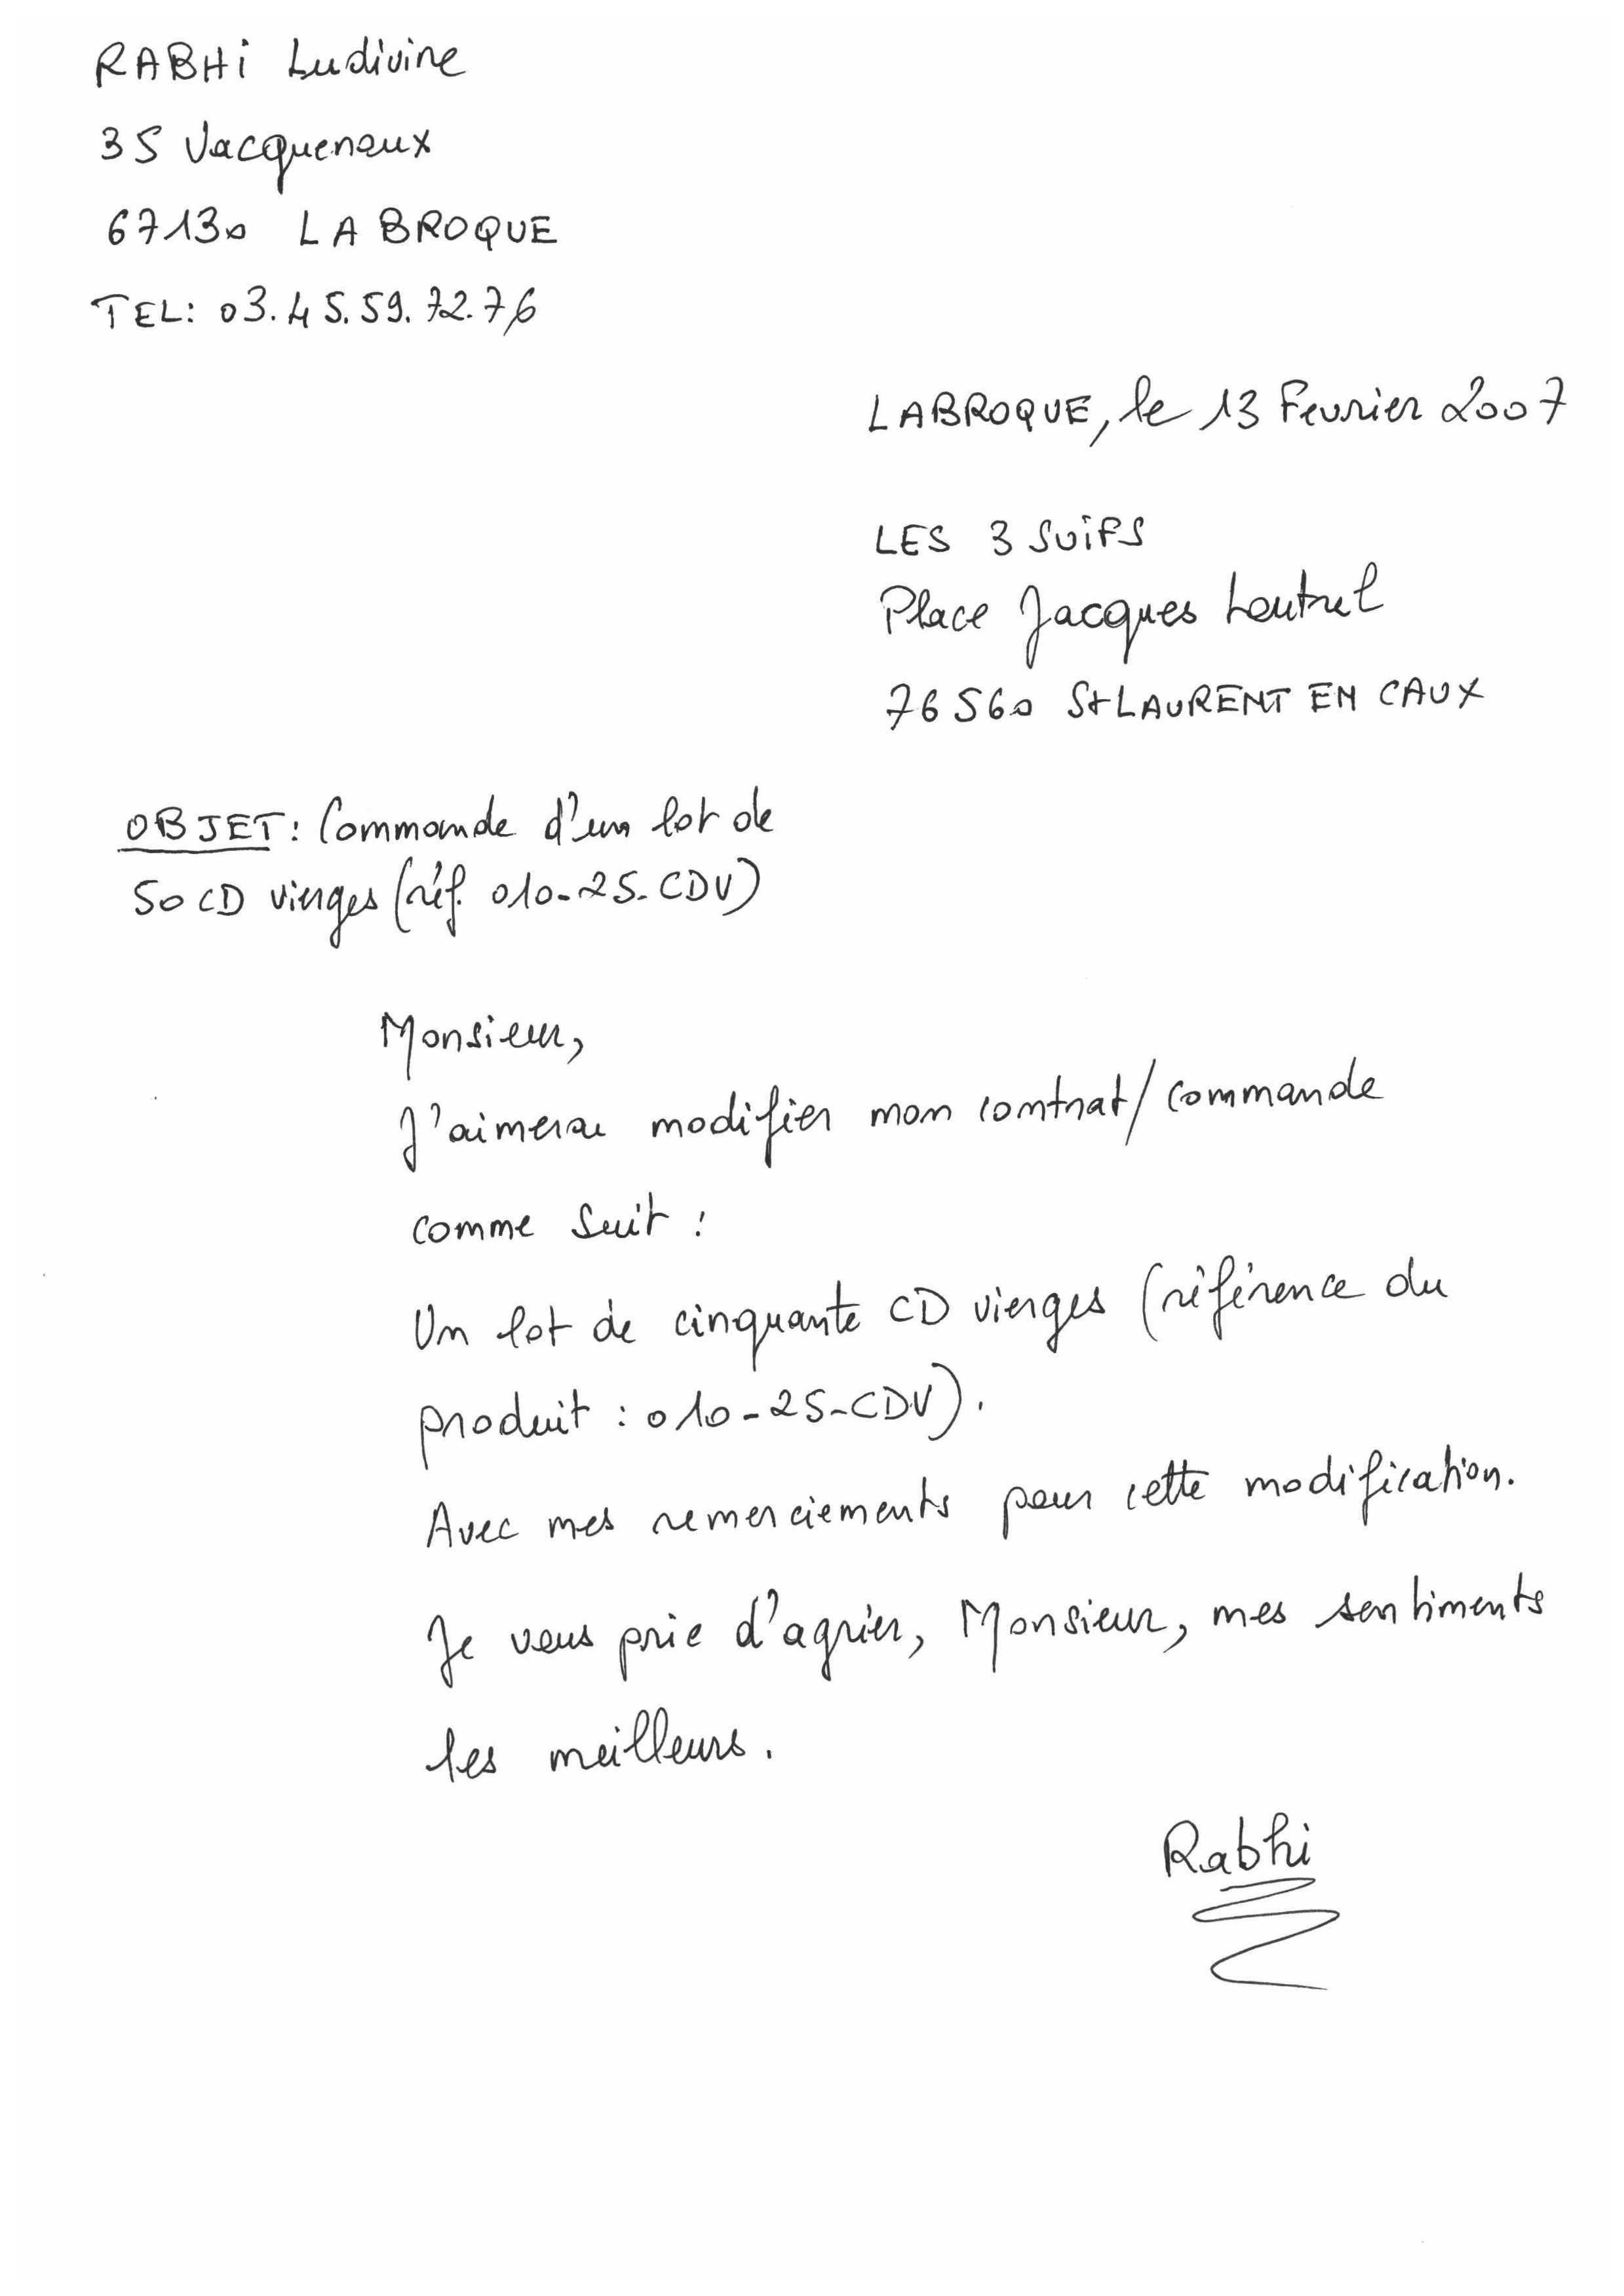 RABHi Ludivine
35 Vacquenoux
67130 LA BROQUE
TEL: 03.45.59.72.76
LABROQUE, le 13 Fevrier 2007
LES 3 SUiFS
Place Jacques Loutrel
76560 St LAURENT EN CAUX
OBJET: Commande d'un lot de
50 CD vierges (réf. 010-25-CDV)
Monsieur,
J'aimerai modifier mon contrat/commande
comme suit :
Un lot de cinquante CD vierges (référence du
produit : 010-25-CDV).
Avec mes remerciements pour cette modification.
Je vous prie d'agrier, Monsieur, mes sentiments
les meilleurs.
Rabhi